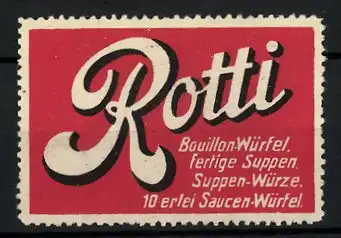 Rotti
Bouillon-Würfel.
fertige Suppen.
Suppen-Würze.
10 erlei Saucen-Würfel.